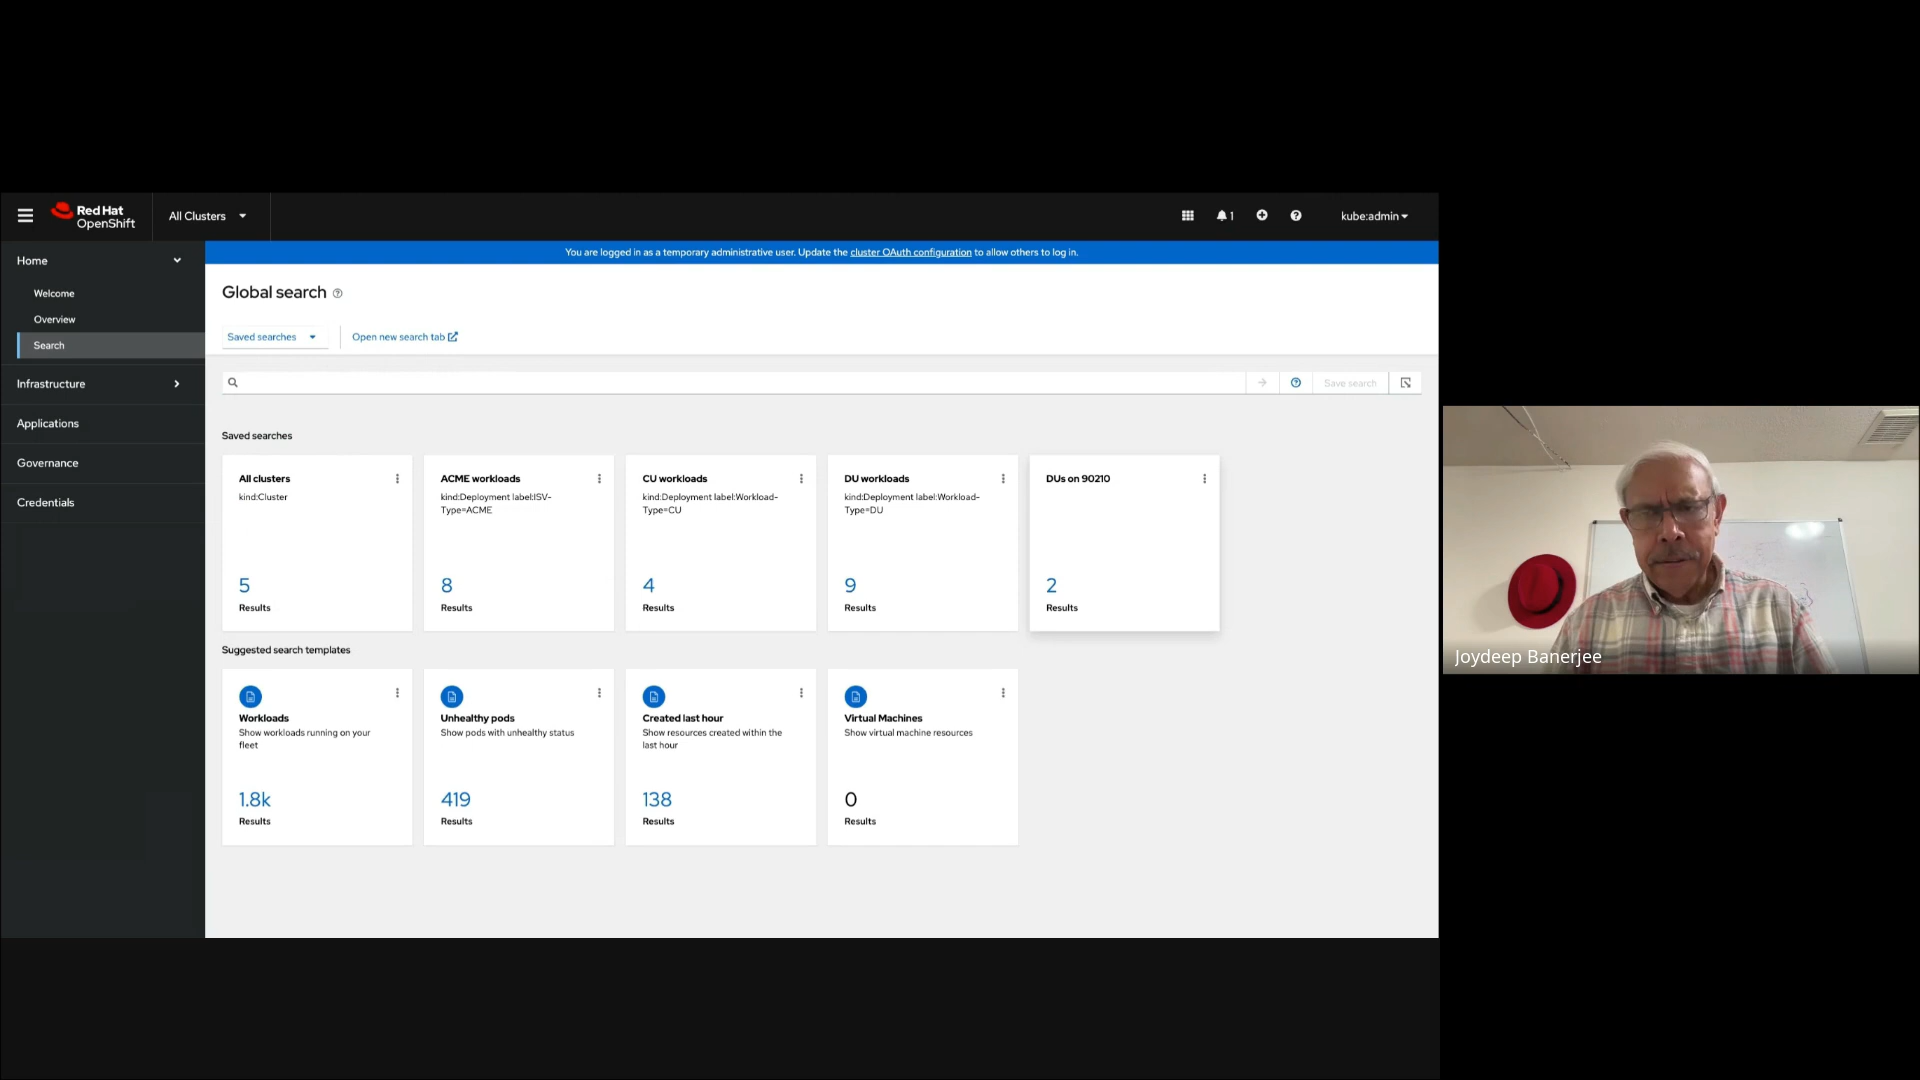 Red Hat
OpenShift
All Clusters
1
kube:admin
Home
Welcome
Overview
Search
Infrastructure
Applications
Governance
Credentials
You are logged in as a temporary administrative user. Update the cluster OAuth configuration to allow others to log in.
Global search
Saved searches
Open new search tab
Save search
Saved searches
All clusters
kind:Cluster
5
Results
ACME workloads
kind:Deployment label:ISV-
Type=ACME
8
Results
CU workloads
kind:Deployment label:Workload-
Type=CU
4
Results
DU workloads
kind:Deployment label:Workload-
Type=DU
9
Results
DUs on 90210
2
Results
Suggested search templates
Workloads
Show workloads running on your
fleet
1.8k
Results
Unhealthy pods
Show pods with unhealthy status
419
Results
Created last hour
Show resources created within the
last hour
138
Results
Virtual Machines
Show virtual machine resources
0
Results
Joydeep Banerjee